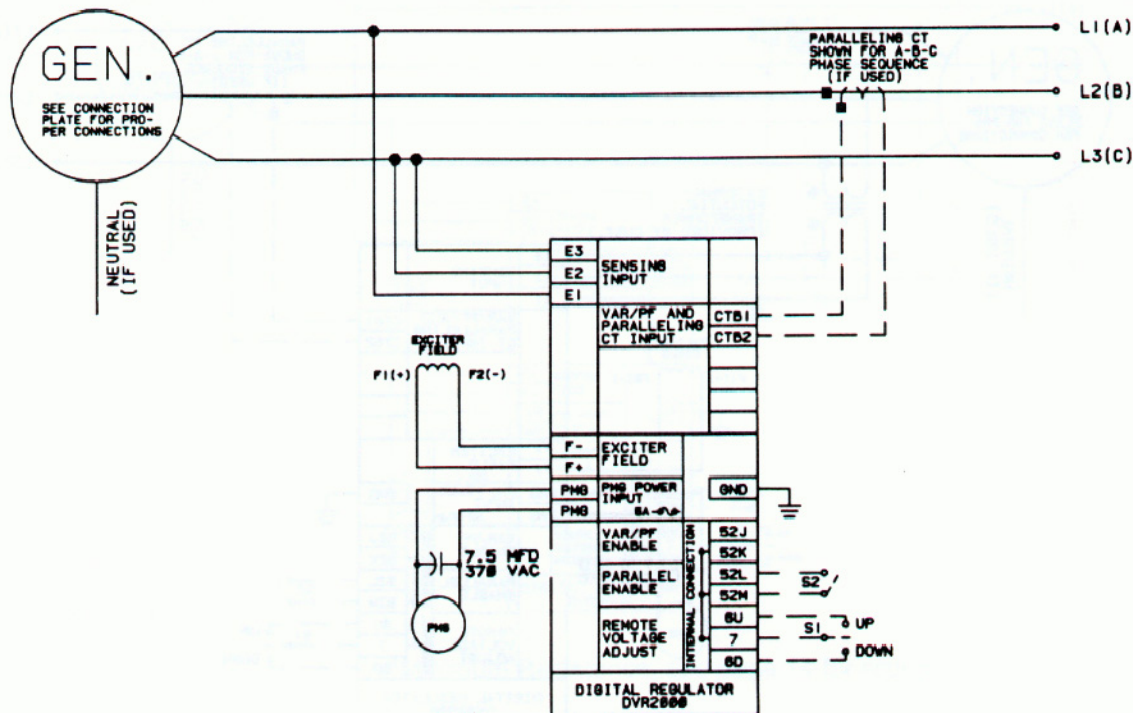 GEN.
SEE CONNECTION
PLATE FOR PRO-
PER CONNECTIONS
NEUTRAL
(IF USED)
L1(A)
PARALLELING CT
SHOWN FOR A-B-C
PHASE SEQUENCE
(IF USED)
L2(B)
L3(C)
E3
E2
E1
SENSING
INPUT
VAR/PF AND
PARALLELING
CT INPUT
CTB1
CTB2
EXCITER
FIELD
F1(+)
F2(-)
F-
F+
EXCITER
FIELD
PMG
PMG
PMG POWER
INPUT
6A
GND
7.5 MFD
370 VAC
PMG
VAR/PF
ENABLE
PARALLEL
ENABLE
REMOTE
VOLTAGE
ADJUST
INTERNAL CONNECTION
52J
52K
52L
52M
6U
7
6D
S2
S1
UP
DOWN
DIGITAL REGULATOR
DVR2000